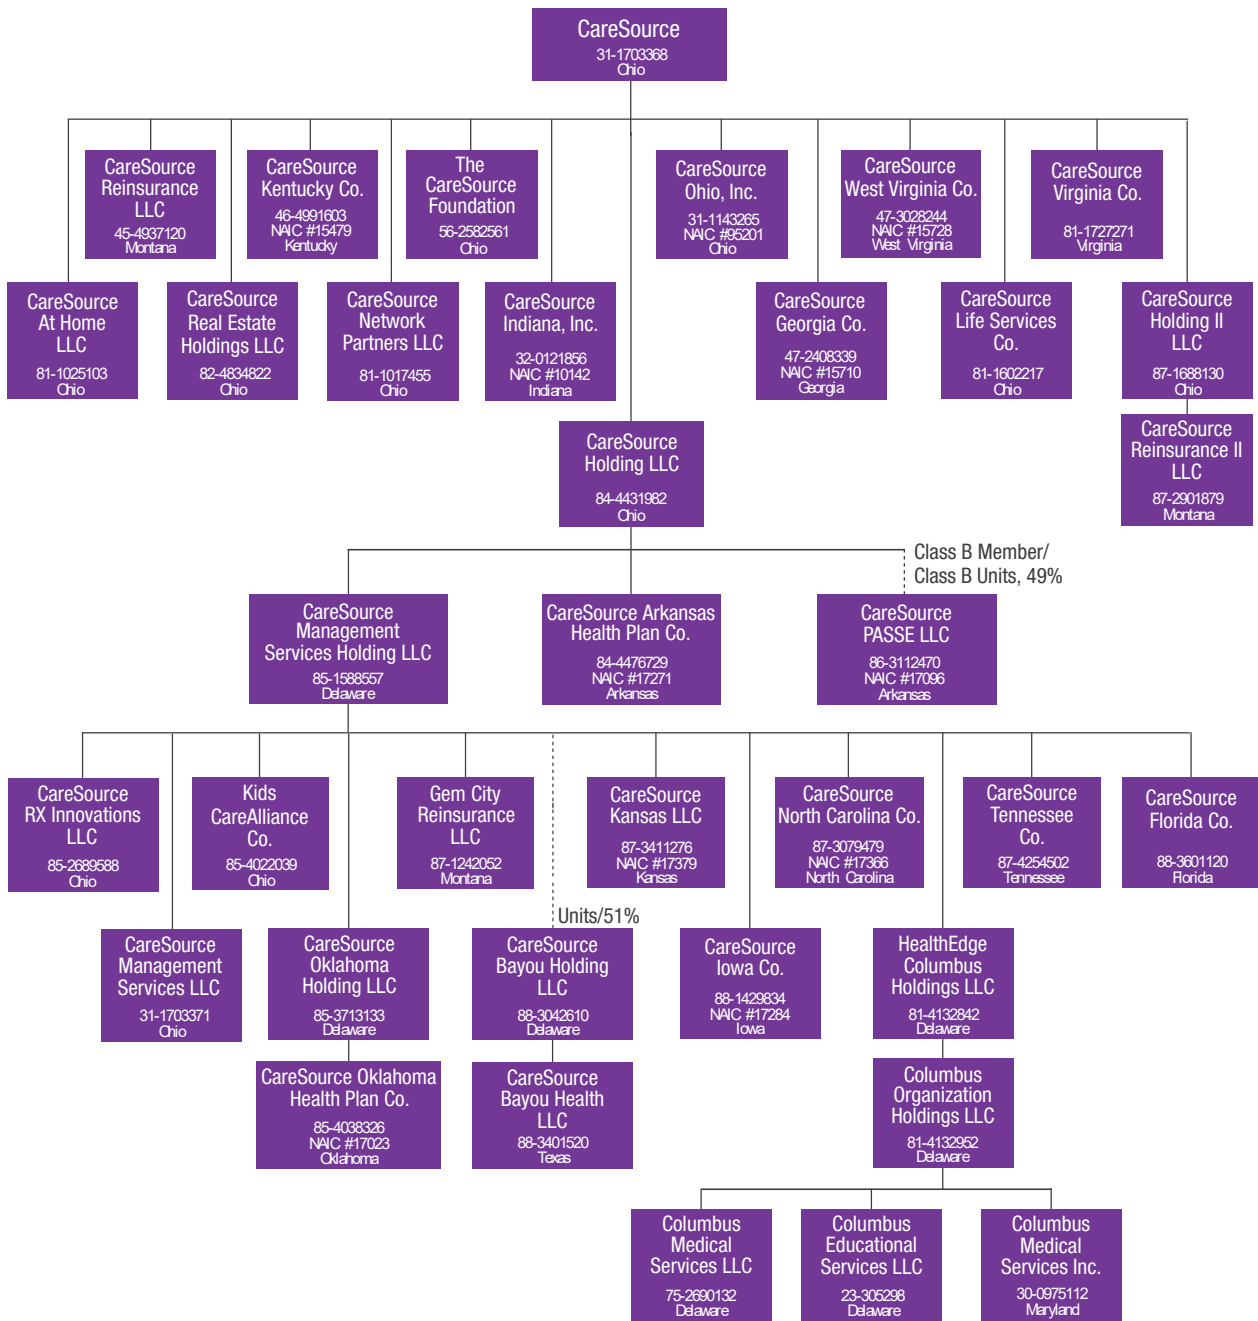 CareSource
31-1703368
Ohio
CareSource
Reinsurance
LLC
45-4937120
Montana
CareSource
Kentucky Co.
46-4991603
NAIC #15479
Kentucky
The
CareSource
Foundation
56-2582561
Ohio
CareSource
Ohio, Inc.
31-1143265
NAIC #95201
Ohio
CareSource
West Virginia Co.
47-3028244
NAIC #15728
West Virginia
CareSource
Virginia Co.
81-1727271
Virginia
CareSource
At Home
LLC
81-1025103
Ohio
CareSource
Real Estate
Holdings LLC
82-4834822
Ohio
CareSource
Network
Partners LLC
81-1017455
Ohio
CareSource
Indiana, Inc.
32-0121856
NAIC #10142
Indiana
CareSource
Georgia Co.
47-2408339
NAIC #15710
Georgia
CareSource
Life Services
Co.
81-1602217
Ohio
CareSource
Holding II
LLC
87-1688130
Ohio
CareSource
Holding LLC
84-4431982
Ohio
CareSource
Reinsurance II
LLC
87-2901879
Montana
Class B Member/
Class B Units, 49%
CareSource
Management
Services Holding LLC
85-1588557
Delaware
CareSource Arkansas
Health Plan Co.
84-4476729
NAIC #17271
Arkansas
CareSource
PASSE LLC
86-3112470
NAIC #17096
Arkansas
CareSource
RX Innovations
LLC
85-2689588
Ohio
Kids
CareAlliance
Co.
85-4022039
Ohio
Gem City
Reinsurance
LLC
87-1242052
Montana
CareSource
Kansas LLC
87-3411276
NAIC #17379
Kansas
CareSource
North Carolina Co.
87-3079479
NAIC #17366
North Carolina
CareSource
Tennessee
Co.
87-4254502
Tennessee
CareSource
Florida Co.
88-3601120
Florida
Units/51%
CareSource
Management
Services LLC
31-1703371
Ohio
CareSource
Oklahoma
Holding LLC
85-3713133
Delaware
CareSource
Bayou Holding
LLC
88-3042610
Delaware
CareSource
Iowa Co.
88-1429834
NAIC #17284
Iowa
HealthEdge
Columbus
Holdings LLC
81-4132842
Delaware
CareSource Oklahoma
Health Plan Co.
85-4038326
NAIC #17023
Oklahoma
CareSource
Bayou Health
LLC
88-3401520
Texas
Columbus
Organization
Holdings LLC
81-4132952
Delaware
Columbus
Medical
Services LLC
75-2690132
Delaware
Columbus
Educational
Services LLC
23-305298
Delaware
Columbus
Medical
Services Inc.
30-0975112
Maryland